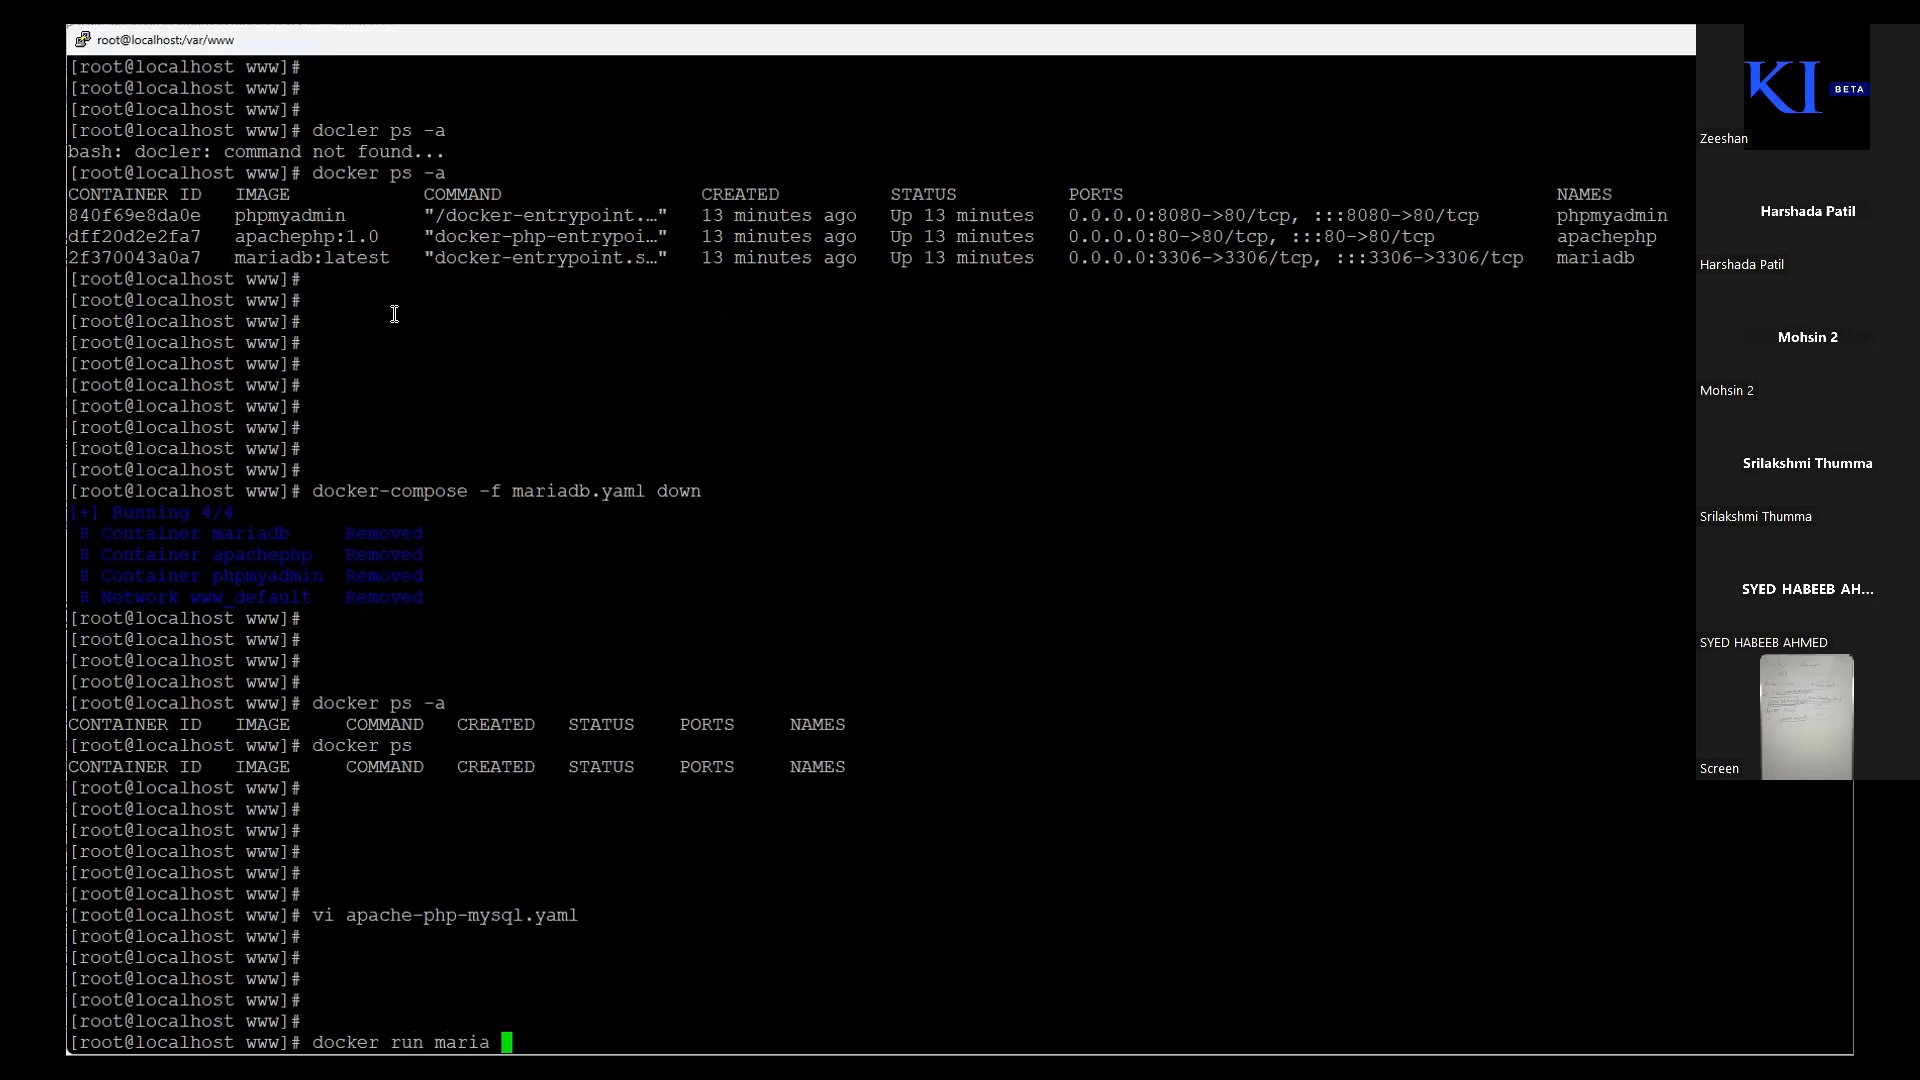 root@localhost:/var/www
[root@localhost www]#
[root@localhost www]#
[root@localhost www]#
[root@localhost www]# docler ps -a
bash: docler: command not found...
[root@localhost www]# docker ps -a
CONTAINER ID IMAGE COMMAND CREATED STATUS PORTS NAMES
840f69e8da0e phpmyadmin "/docker-entrypoint.…" 13 minutes ago Up 13 minutes 0.0.0.0:8080->80/tcp, :::8080->80/tcp phpmyadmin
dff20d2e2fa7 apachephp:1.0 "docker-php-entrypoi…" 13 minutes ago Up 13 minutes 0.0.0.0:80->80/tcp, :::80->80/tcp apachephp
2f370043a0a7 mariadb:latest "docker-entrypoint.s…" 13 minutes ago Up 13 minutes 0.0.0.0:3306->3306/tcp, :::3306->3306/tcp mariadb
[root@localhost www]#
[root@localhost www]#
[root@localhost www]#
[root@localhost www]#
[root@localhost www]#
[root@localhost www]#
[root@localhost www]#
[root@localhost www]#
[root@localhost www]#
[root@localhost www]#
[root@localhost www]# docker-compose -f mariadb.yaml down
[+] Running 4/4
⠿ Container mariadb Removed
⠿ Container apachephp Removed
⠿ Container phpmyadmin Removed
⠿ Network www_default Removed
[root@localhost www]#
[root@localhost www]#
[root@localhost www]#
[root@localhost www]#
[root@localhost www]# docker ps -a
CONTAINER ID IMAGE COMMAND CREATED STATUS PORTS NAMES
[root@localhost www]# docker ps
CONTAINER ID IMAGE COMMAND CREATED STATUS PORTS NAMES
[root@localhost www]#
[root@localhost www]#
[root@localhost www]#
[root@localhost www]#
[root@localhost www]#
[root@localhost www]#
[root@localhost www]# vi apache-php-mysql.yaml
[root@localhost www]#
[root@localhost www]#
[root@localhost www]#
[root@localhost www]#
[root@localhost www]#
[root@localhost www]# docker run maria
KI BETA
Zeeshan
Harshada Patil
Harshada Patil
Mohsin 2
Mohsin 2
Srilakshmi Thumma
Srilakshmi Thumma
SYED HABEEB AH...
SYED HABEEB AHMED
Screen